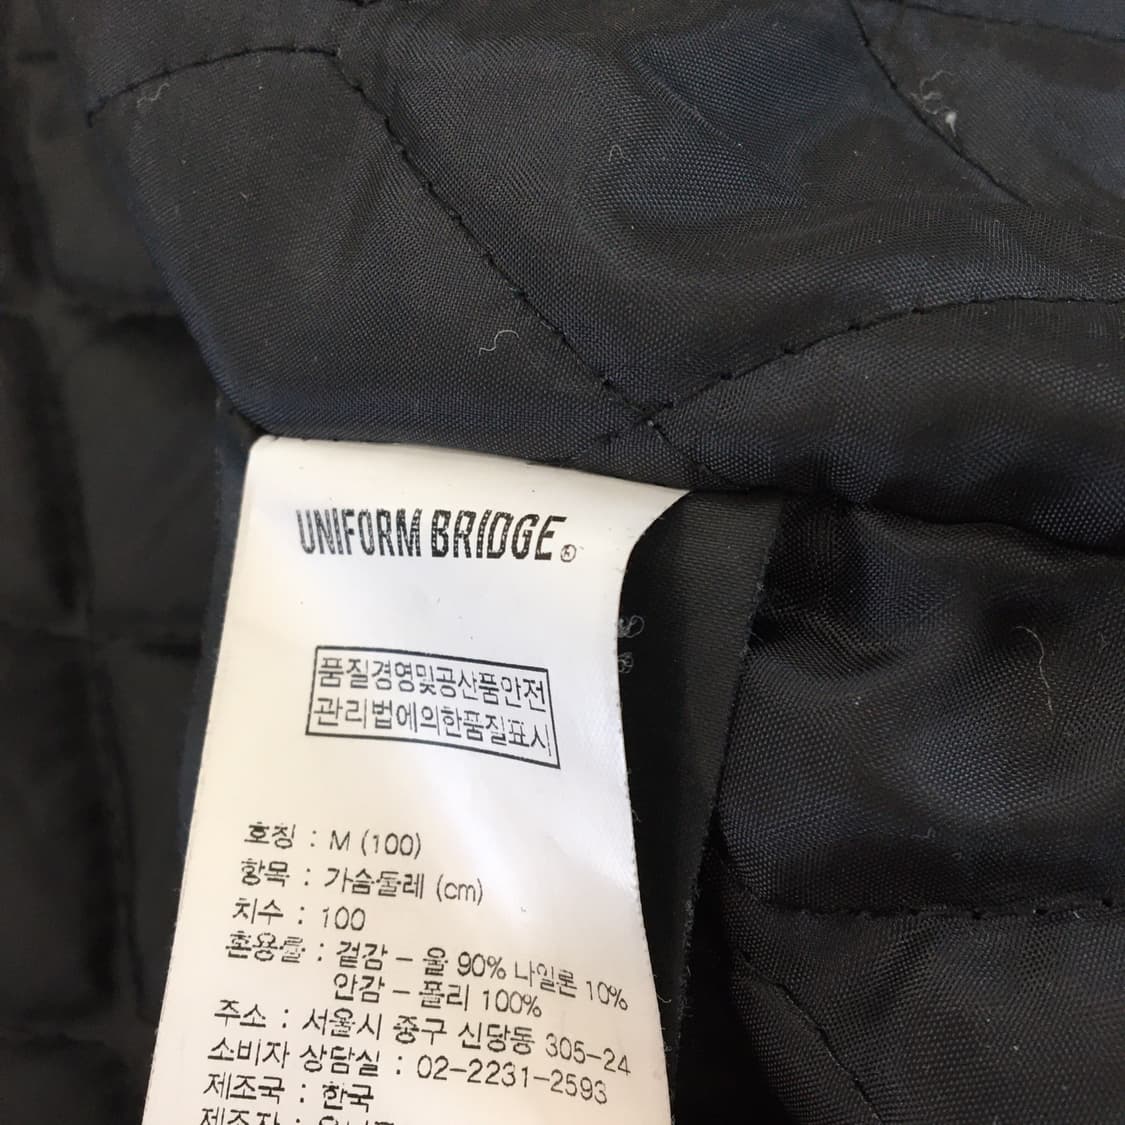 UNIFORM BRIDGE®
품질경영및공산품안전
관리법에의한품질표시
호칭 : M (100)
항목 : 가슴둘레 (cm)
치수 : 100
혼용률 : 겉감 – 울 90% 나일론 10%
안감 – 폴리 100%
주소 : 서울시 중구 신당동 305-24
소비자 상담실 : 02-2231-2593
제조국 : 한국
제조자 :